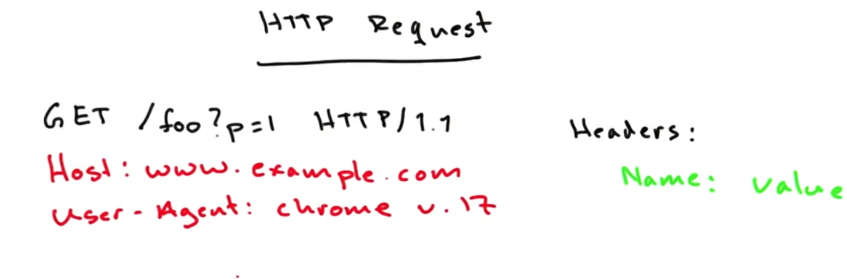 HTTP Request
GET /foo?p=1 HTTP/1.1
Host: www.example.com
User-Agent: chrome v.17
Headers:
Name: value